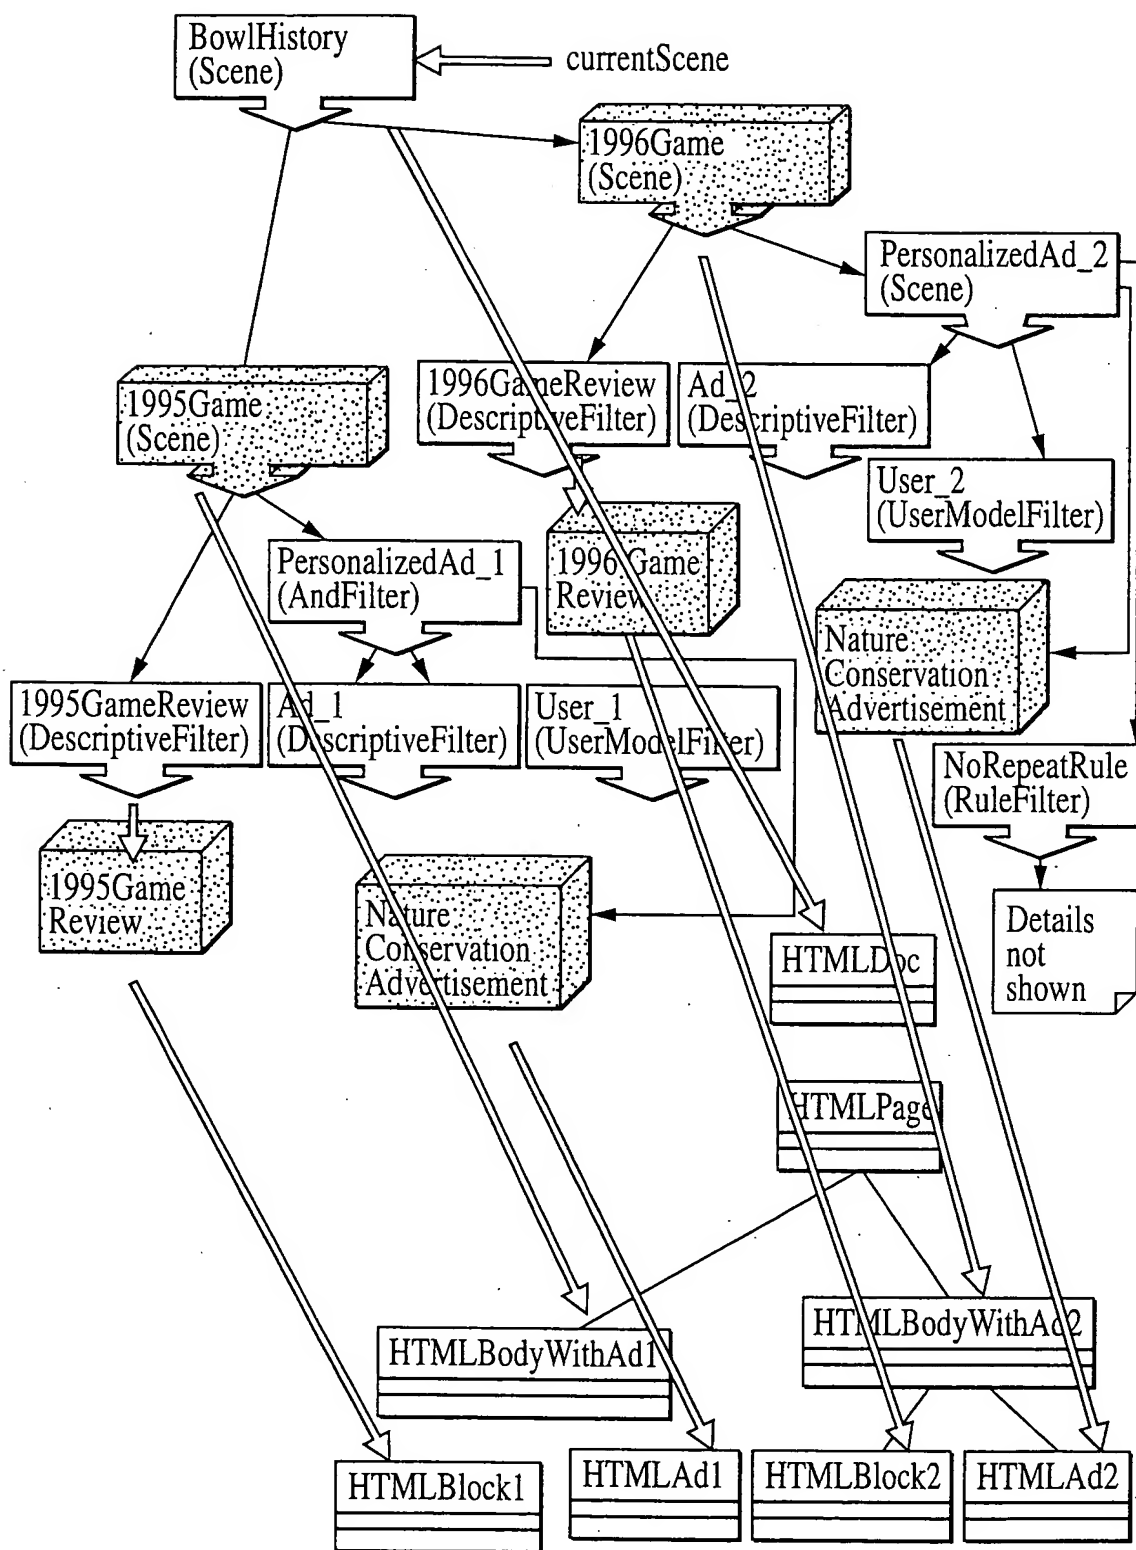 BowlHistory
(Scene)
currentScene
1996Game
(Scene)
PersonalizedAd_2
(Scene)
1995Game
(Scene)
1996GameReview
(DescriptiveFilter)
Ad_2
(DescriptiveFilter)
User_2
(UserModelFilter)
PersonalizedAd_1
(AndFilter)
1996 Game
Review
Nature
Conservation
Advertisement
1995GameReview
(DescriptiveFilter)
Ad_1
(DescriptiveFilter)
User_1
(UserModelFilter)
NoRepeatRule
(RuleFilter)
1995Game
Review
Nature
Conservation
Advertisement
Details
not
shown
HTMLDoc
HTMLPage
HTMLBodyWithAd1
HTMLBodyWithAd2
HTMLBlock1
HTMLAd1
HTMLBlock2
HTMLAd2